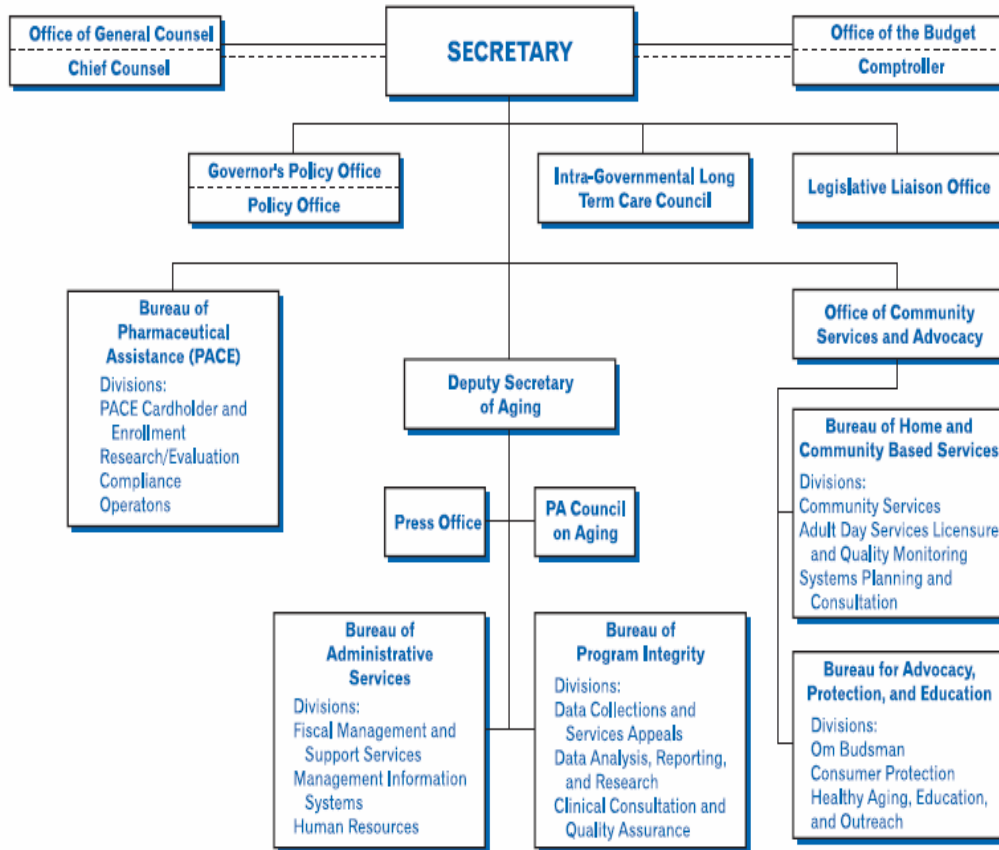 Office of General Counsel
Chief Counsel
SECRETARY
Office of the Budget
Comptroller
Governor's Policy Office
Policy Office
Intra-Governmental Long
Term Care Council
Legislative Liaison Office
Bureau of
Pharmaceutical
Assistance (PACE)
Divisions:
PACE Cardholder and
Enrollment
Research/Evaluation
Compliance
Operatons
Deputy Secretary
of Aging
Office of Community
Services and Advocacy
Press Office
PA Council
on Aging
Bureau of Home and
Community Based Services
Divisions:
Community Services
Adult Day Services Licensure
and Quality Monitoring
Systems Planning and
Consultation
Bureau of
Administrative
Services
Divisions:
Fiscal Management and
Support Services
Management Information
Systems
Human Resources
Bureau of
Program Integrity
Divisions:
Data Collections and
Services Appeals
Data Analysis, Reporting,
and Research
Clinical Consultation and
Quality Assurance
Bureau for Advocacy,
Protection, and Education
Divisions:
Om Budsman
Consumer Protection
Healthy Aging, Education,
and Outreach